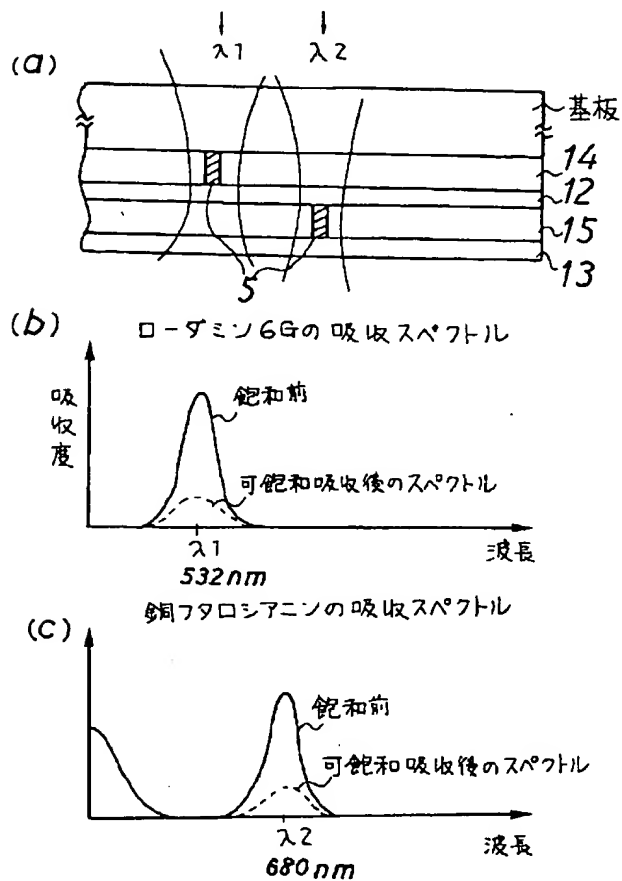 (a)
λ1
λ2
基板
14
12
15
13
5
(b)
ローダミン6Gの吸収スペクトル
吸収度
飽和前
可飽和吸収後のスペクトル
λ1
波長
532nm
(c)
銅フタロシアニンの吸収スペクトル
飽和前
可飽和吸収後のスペクトル
λ2
波長
680nm